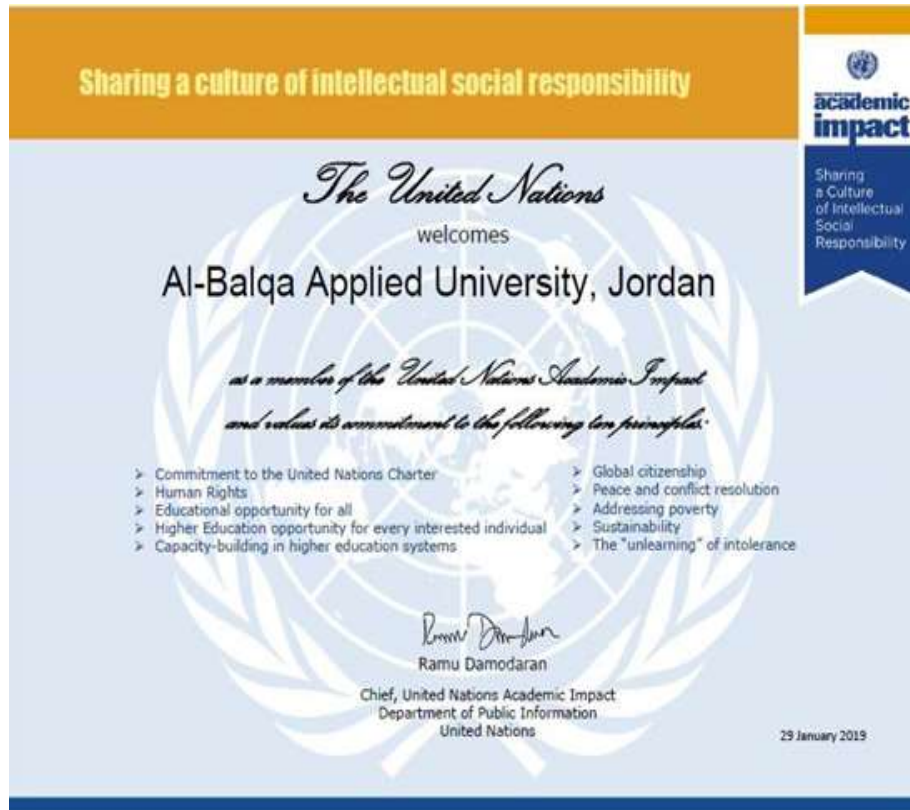 Sharing a culture of intellectual social responsibility
academic
impact
Sharing
a Culture
of Intellectual
Social
Responsibility
The United Nations
welcomes
Al-Balqa Applied University, Jordan
as a member of the United Nations Academic Impact
and values its commitment to the following ten principles:
➢ Commitment to the United Nations Charter
➢ Human Rights
➢ Educational opportunity for all
➢ Higher Education opportunity for every interested individual
➢ Capacity-building in higher education systems
➢ Global citizenship
➢ Peace and conflict resolution
➢ Addressing poverty
➢ Sustainability
➢ The "unlearning" of intolerance
Ramu Damodaran
Chief, United Nations Academic Impact
Department of Public Information
United Nations
29 January 2019